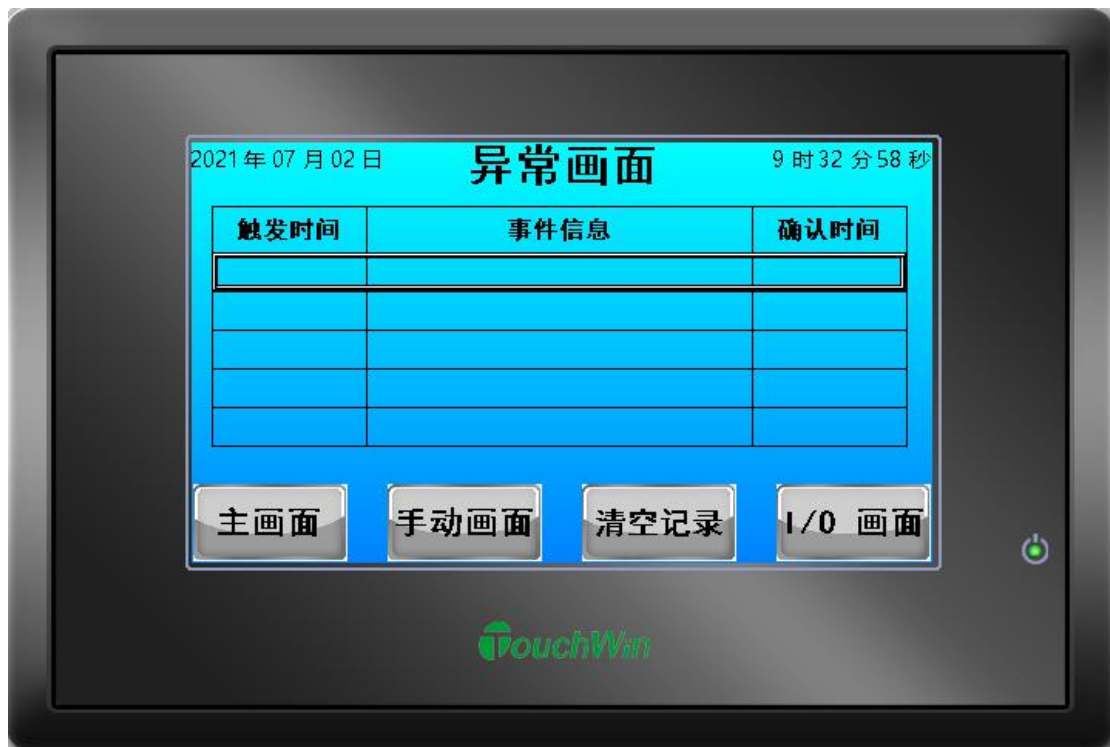 2021年07月02日 异常画面 9时32分58秒
触发时间 事件信息 确认时间
主画面 手动画面 清空记录 I/O 画面
TouchWin